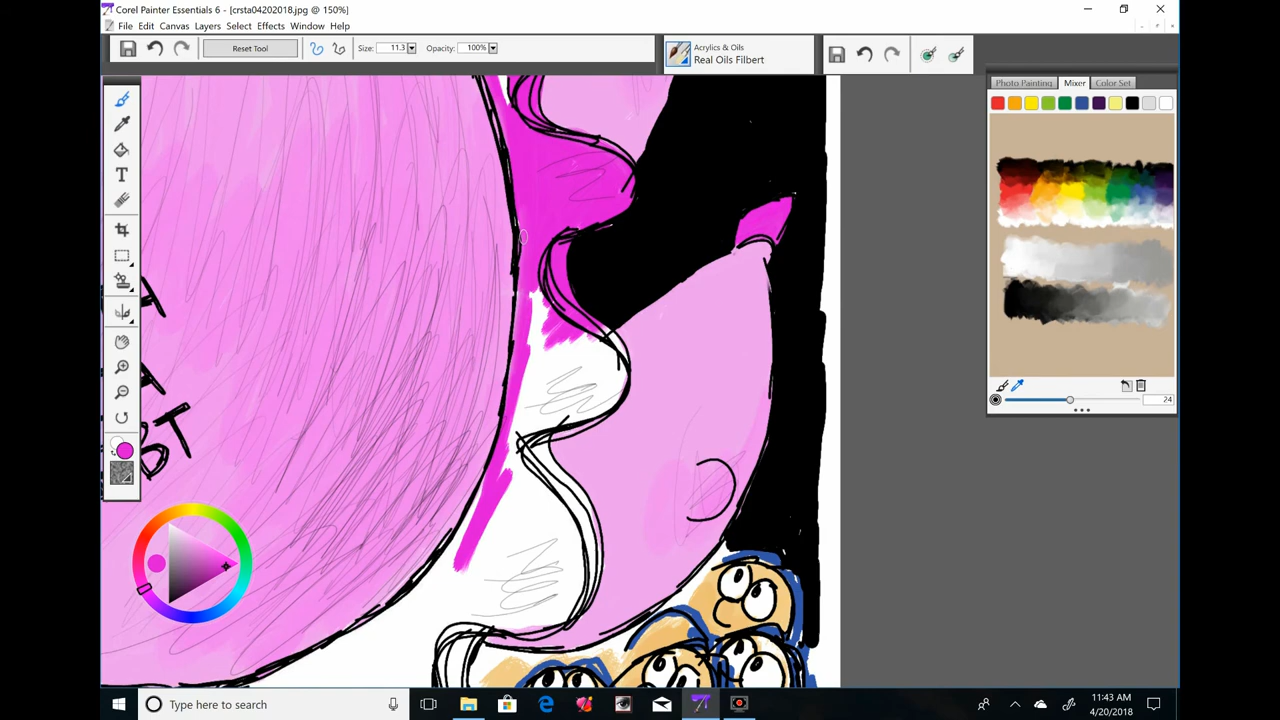 Corel Painter Essentials 6 - [crsta04202018.jpg @ 150%]
File Edit Canvas Layers Select Effects Window Help
Reset Tool Size: 11.3 Opacity: 100%
Acrylics & Oils
Real Oils Filbert
Photo Painting Mixer Color Set
T
BT
24
Type here to search
11:43 AM
4/20/2018